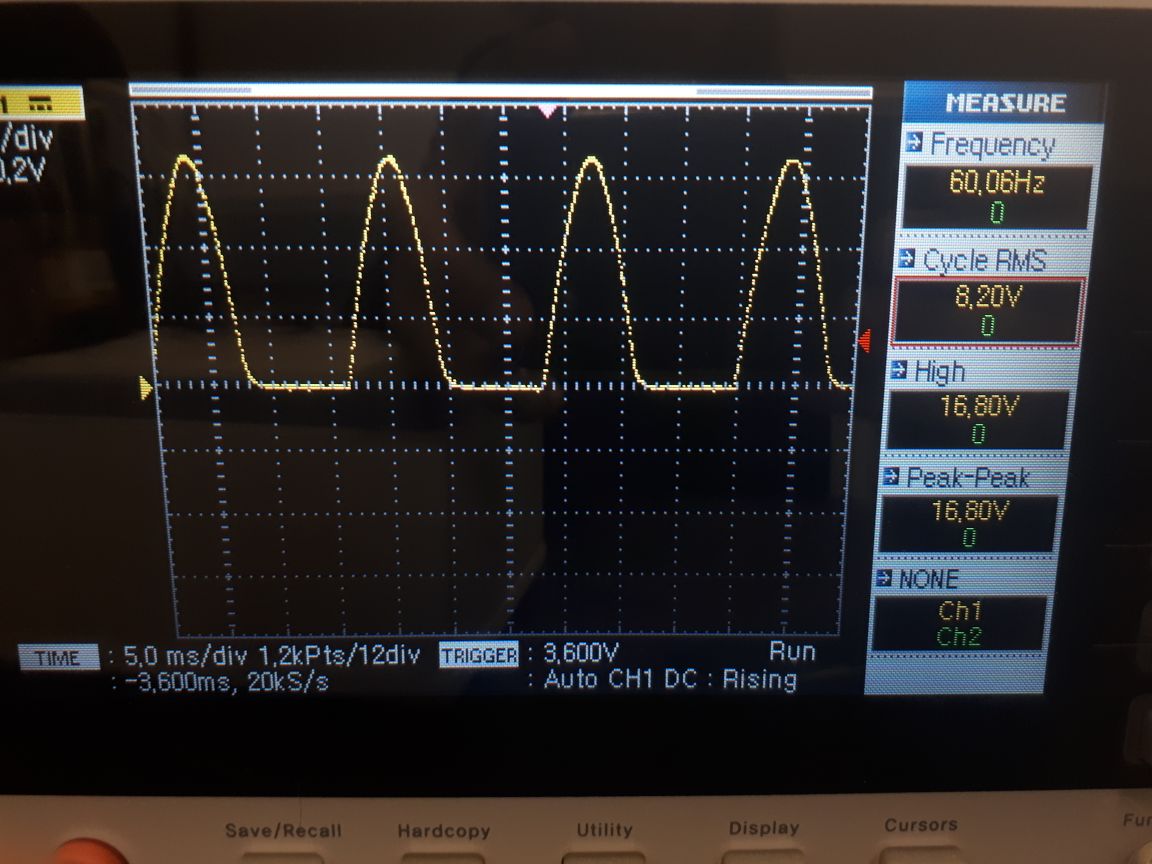 1
/div
0,2V
MEASURE
Frequency
60,06Hz
0
Cycle RMS
8,20V
0
High
16,80V
0
Peak-Peak
16,80V
0
NONE
Ch1
Ch2
TIME : 5,0 ms/div 1,2kPts/12div TRIGGER : 3,600V Run
: -3,600ms, 20kS/s : Auto CH1 DC : Rising
Save/Recall Hardcopy Utility Display Cursors